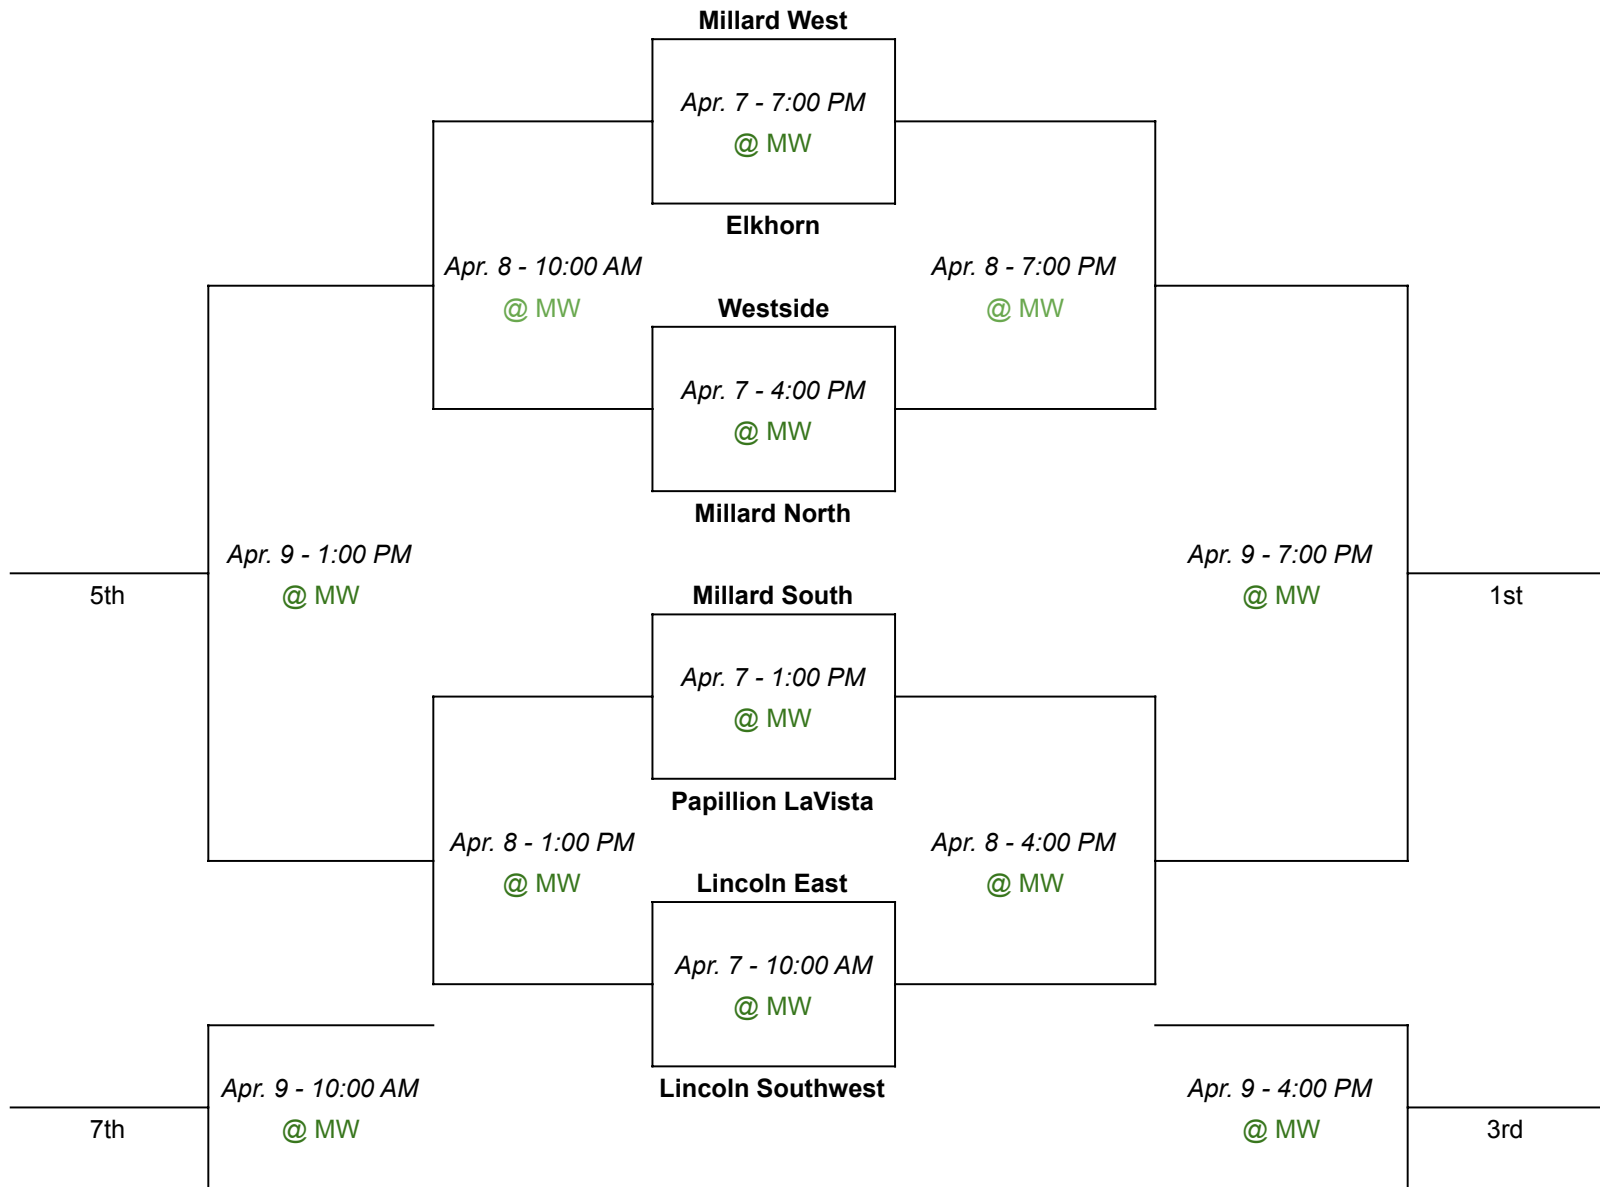 Millard West
Apr. 7 - 7:00 PM
@ MW
Elkhorn
Apr. 8 - 10:00 AM
@ MW
Apr. 8 - 7:00 PM
@ MW
Westside
Apr. 7 - 4:00 PM
@ MW
Millard North
Apr. 9 - 1:00 PM
@ MW
5th
Apr. 9 - 7:00 PM
@ MW
1st
Millard South
Apr. 7 - 1:00 PM
@ MW
Papillion LaVista
Apr. 8 - 1:00 PM
@ MW
Apr. 8 - 4:00 PM
@ MW
Lincoln East
Apr. 7 - 10:00 AM
@ MW
Lincoln Southwest
Apr. 9 - 10:00 AM
@ MW
7th
Apr. 9 - 4:00 PM
@ MW
3rd